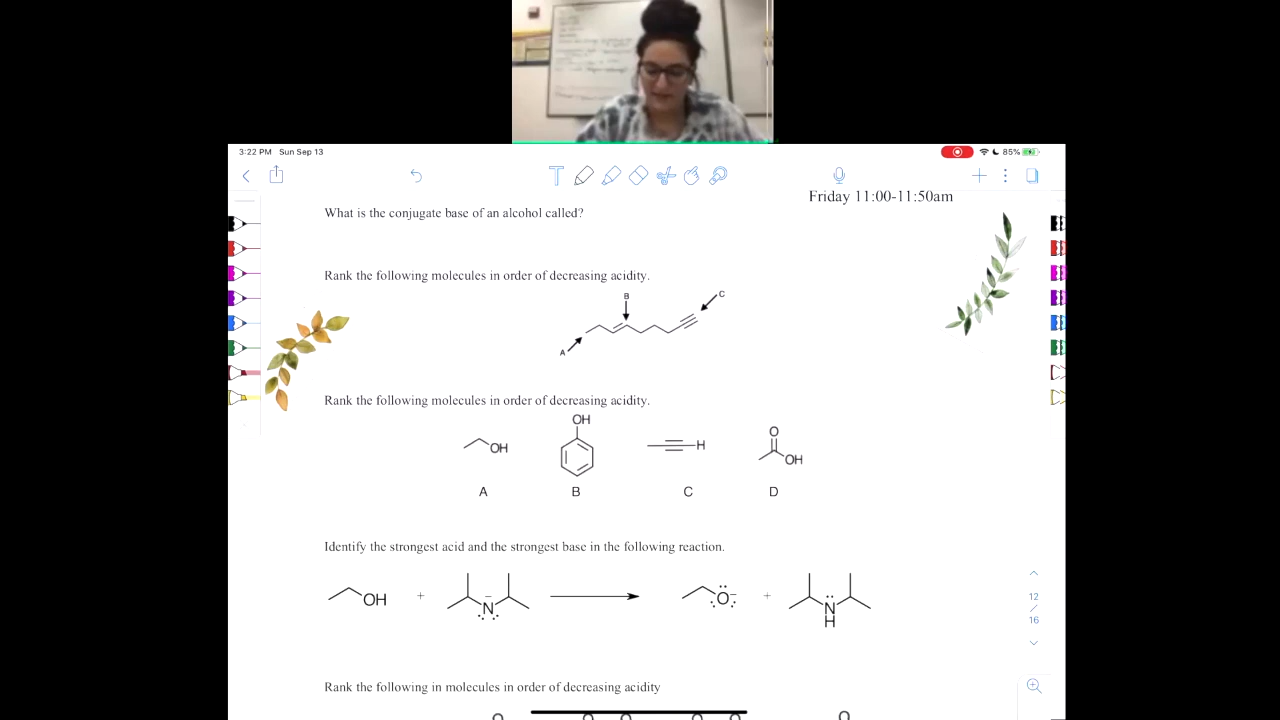 3:22 PM Sun Sep 13
85%
T
Friday 11:00-11:50am
What is the conjugate base of an alcohol called?
Rank the following molecules in order of decreasing acidity.
B
C
A
Rank the following molecules in order of decreasing acidity.
OH
O
OH
H
OH
A B C D
Identify the strongest acid and the strongest base in the following reaction.
OH + N⁻ O⁻ + N
H
12
/
16
Rank the following in molecules in order of decreasing acidity